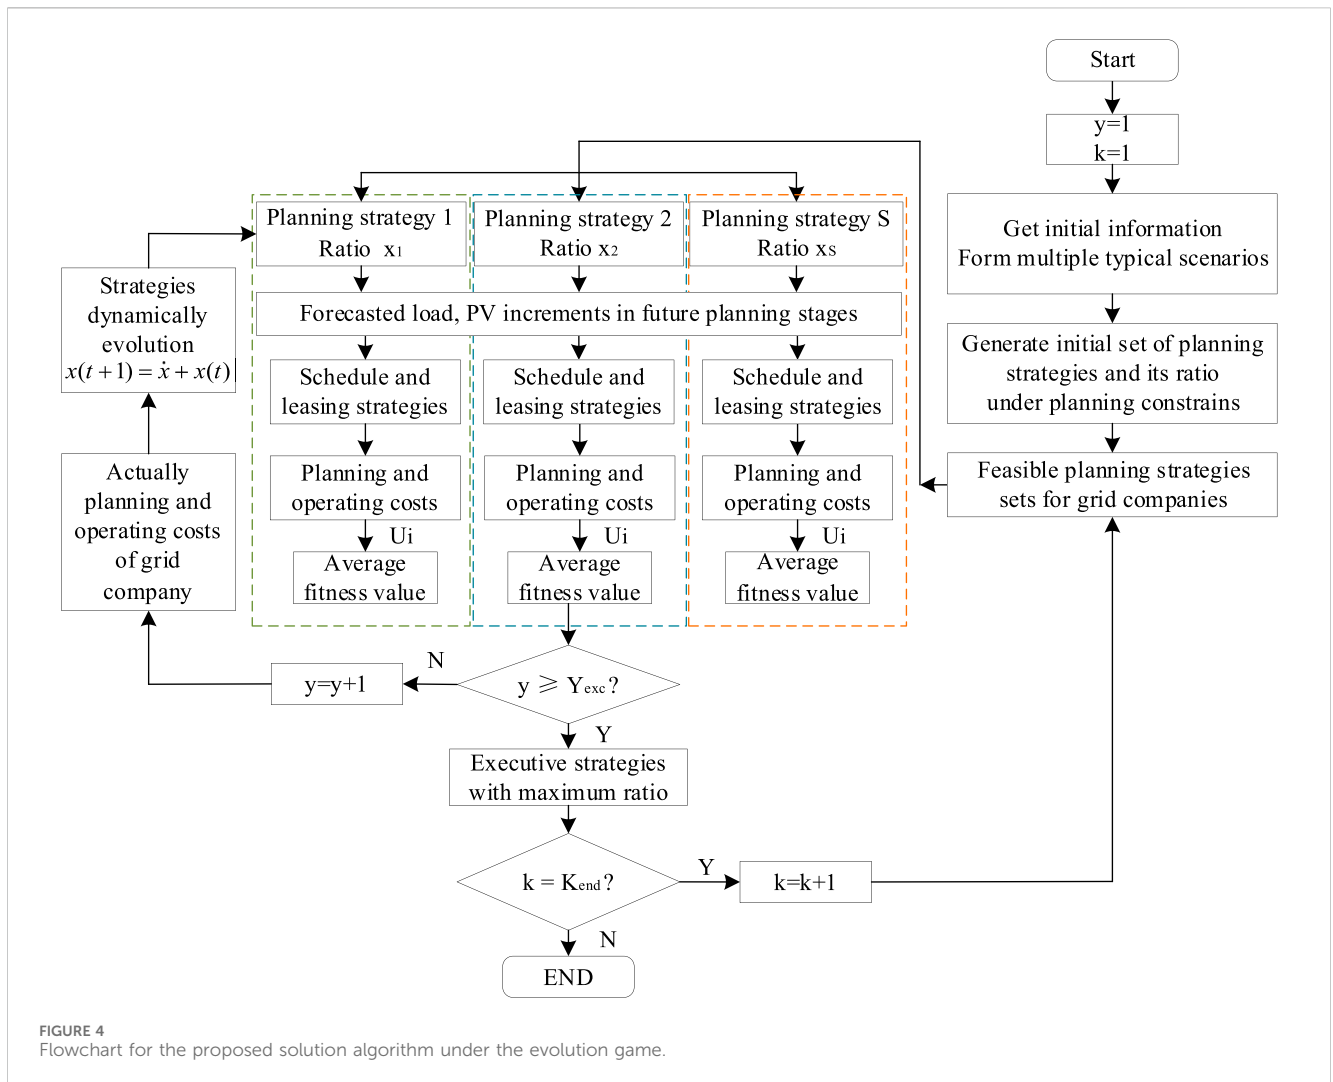 Start
y=1
k=1
Get initial information
Form multiple typical scenarios
Generate initial set of planning
strategies and its ratio
under planning constrains
Feasible planning strategies
sets for grid companies
Planning strategy 1
Ratio x1
Planning strategy 2
Ratio x2
Planning strategy S
Ratio xS
Forecasted load, PV increments in future planning stages
Schedule and
leasing strategies
Schedule and
leasing strategies
Schedule and
leasing strategies
Planning and
operating costs
Planning and
operating costs
Planning and
operating costs
Ui
Ui
Ui
Average
fitness value
Average
fitness value
Average
fitness value
Strategies
dynamically
evolution
x(t+1) = ẋ + x(t)
Actually
planning and
operating costs
of grid
company
y=y+1
N
y ⩾ Yexc?
Y
Executive strategies
with maximum ratio
k = Kend?
Y
k=k+1
N
END
FIGURE 4
Flowchart for the proposed solution algorithm under the evolution game.